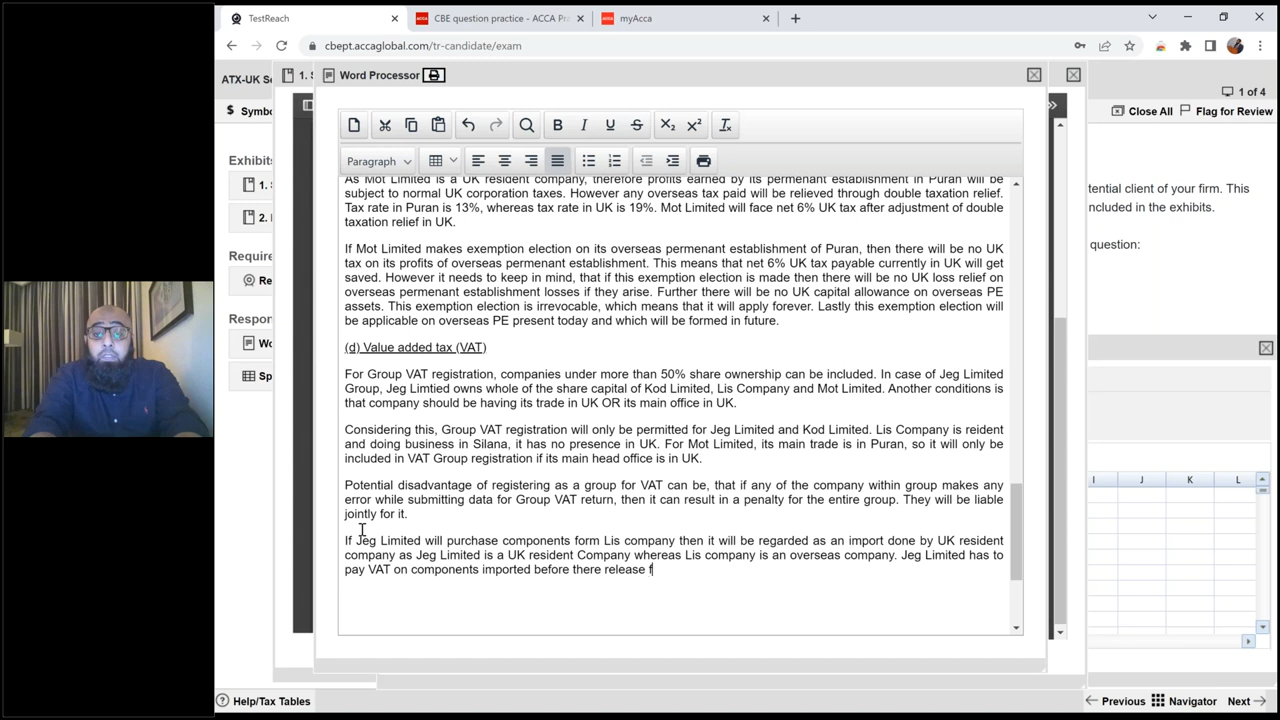 TestReach
CBE question practice - ACCA Pr
myAcca
cbept.accaglobal.com/tr-candidate/exam
ATX-UK Se
1. S
Word Processor
1 of 4
$ Symbo
Close All
Flag for Review
Paragraph
Exhibits
1. S
2. I
Require
Re
Respon
Wo
Sp
tential client of your firm. This
ncluded in the exhibits.
question:
As Mot Limited is a UK resident company, therefore profits earned by its permenant establishment in Puran will be
subject to normal UK corporation taxes. However any overseas tax paid will be relieved through double taxation relief.
Tax rate in Puran is 13%, whereas tax rate in UK is 19%. Mot Limited will face net 6% UK tax after adjustment of double
taxation relief in UK.
If Mot Limited makes exemption election on its overseas permenant establishment of Puran, then there will be no UK
tax on its profits of overseas permenant establishment. This means that net 6% UK tax payable currently in UK will get
saved. However it needs to keep in mind, that if this exemption election is made then there will be no UK loss relief on
overseas permenant establishment losses if they arise. Further there will be no UK capital allowance on overseas PE
assets. This exemption election is irrevocable, which means that it will apply forever. Lastly this exemption election will
be applicable on overseas PE present today and which will be formed in future.
(d) Value added tax (VAT)
For Group VAT registration, companies under more than 50% share ownership can be included. In case of Jeg Limited
Group, Jeg Limtied owns whole of the share capital of Kod Limited, Lis Company and Mot Limited. Another conditions is
that company should be having its trade in UK OR its main office in UK.
Considering this, Group VAT registration will only be permitted for Jeg Limited and Kod Limited. Lis Company is reident
and doing business in Silana, it has no presence in UK. For Mot Limited, its main trade is in Puran, so it will only be
included in VAT Group registration if its main head office is in UK.
Potential disadvantage of registering as a group for VAT can be, that if any of the company within group makes any
error while submitting data for Group VAT return, then it can result in a penalty for the entire group. They will be liable
jointly for it.
If Jeg Limited will purchase components form Lis company then it will be regarded as an import done by UK resident
company as Jeg Limited is a UK resident Company whereas Lis company is an overseas company. Jeg Limited has to
pay VAT on components imported before there release f
I J K L
Help/Tax Tables
Previous
Navigator
Next